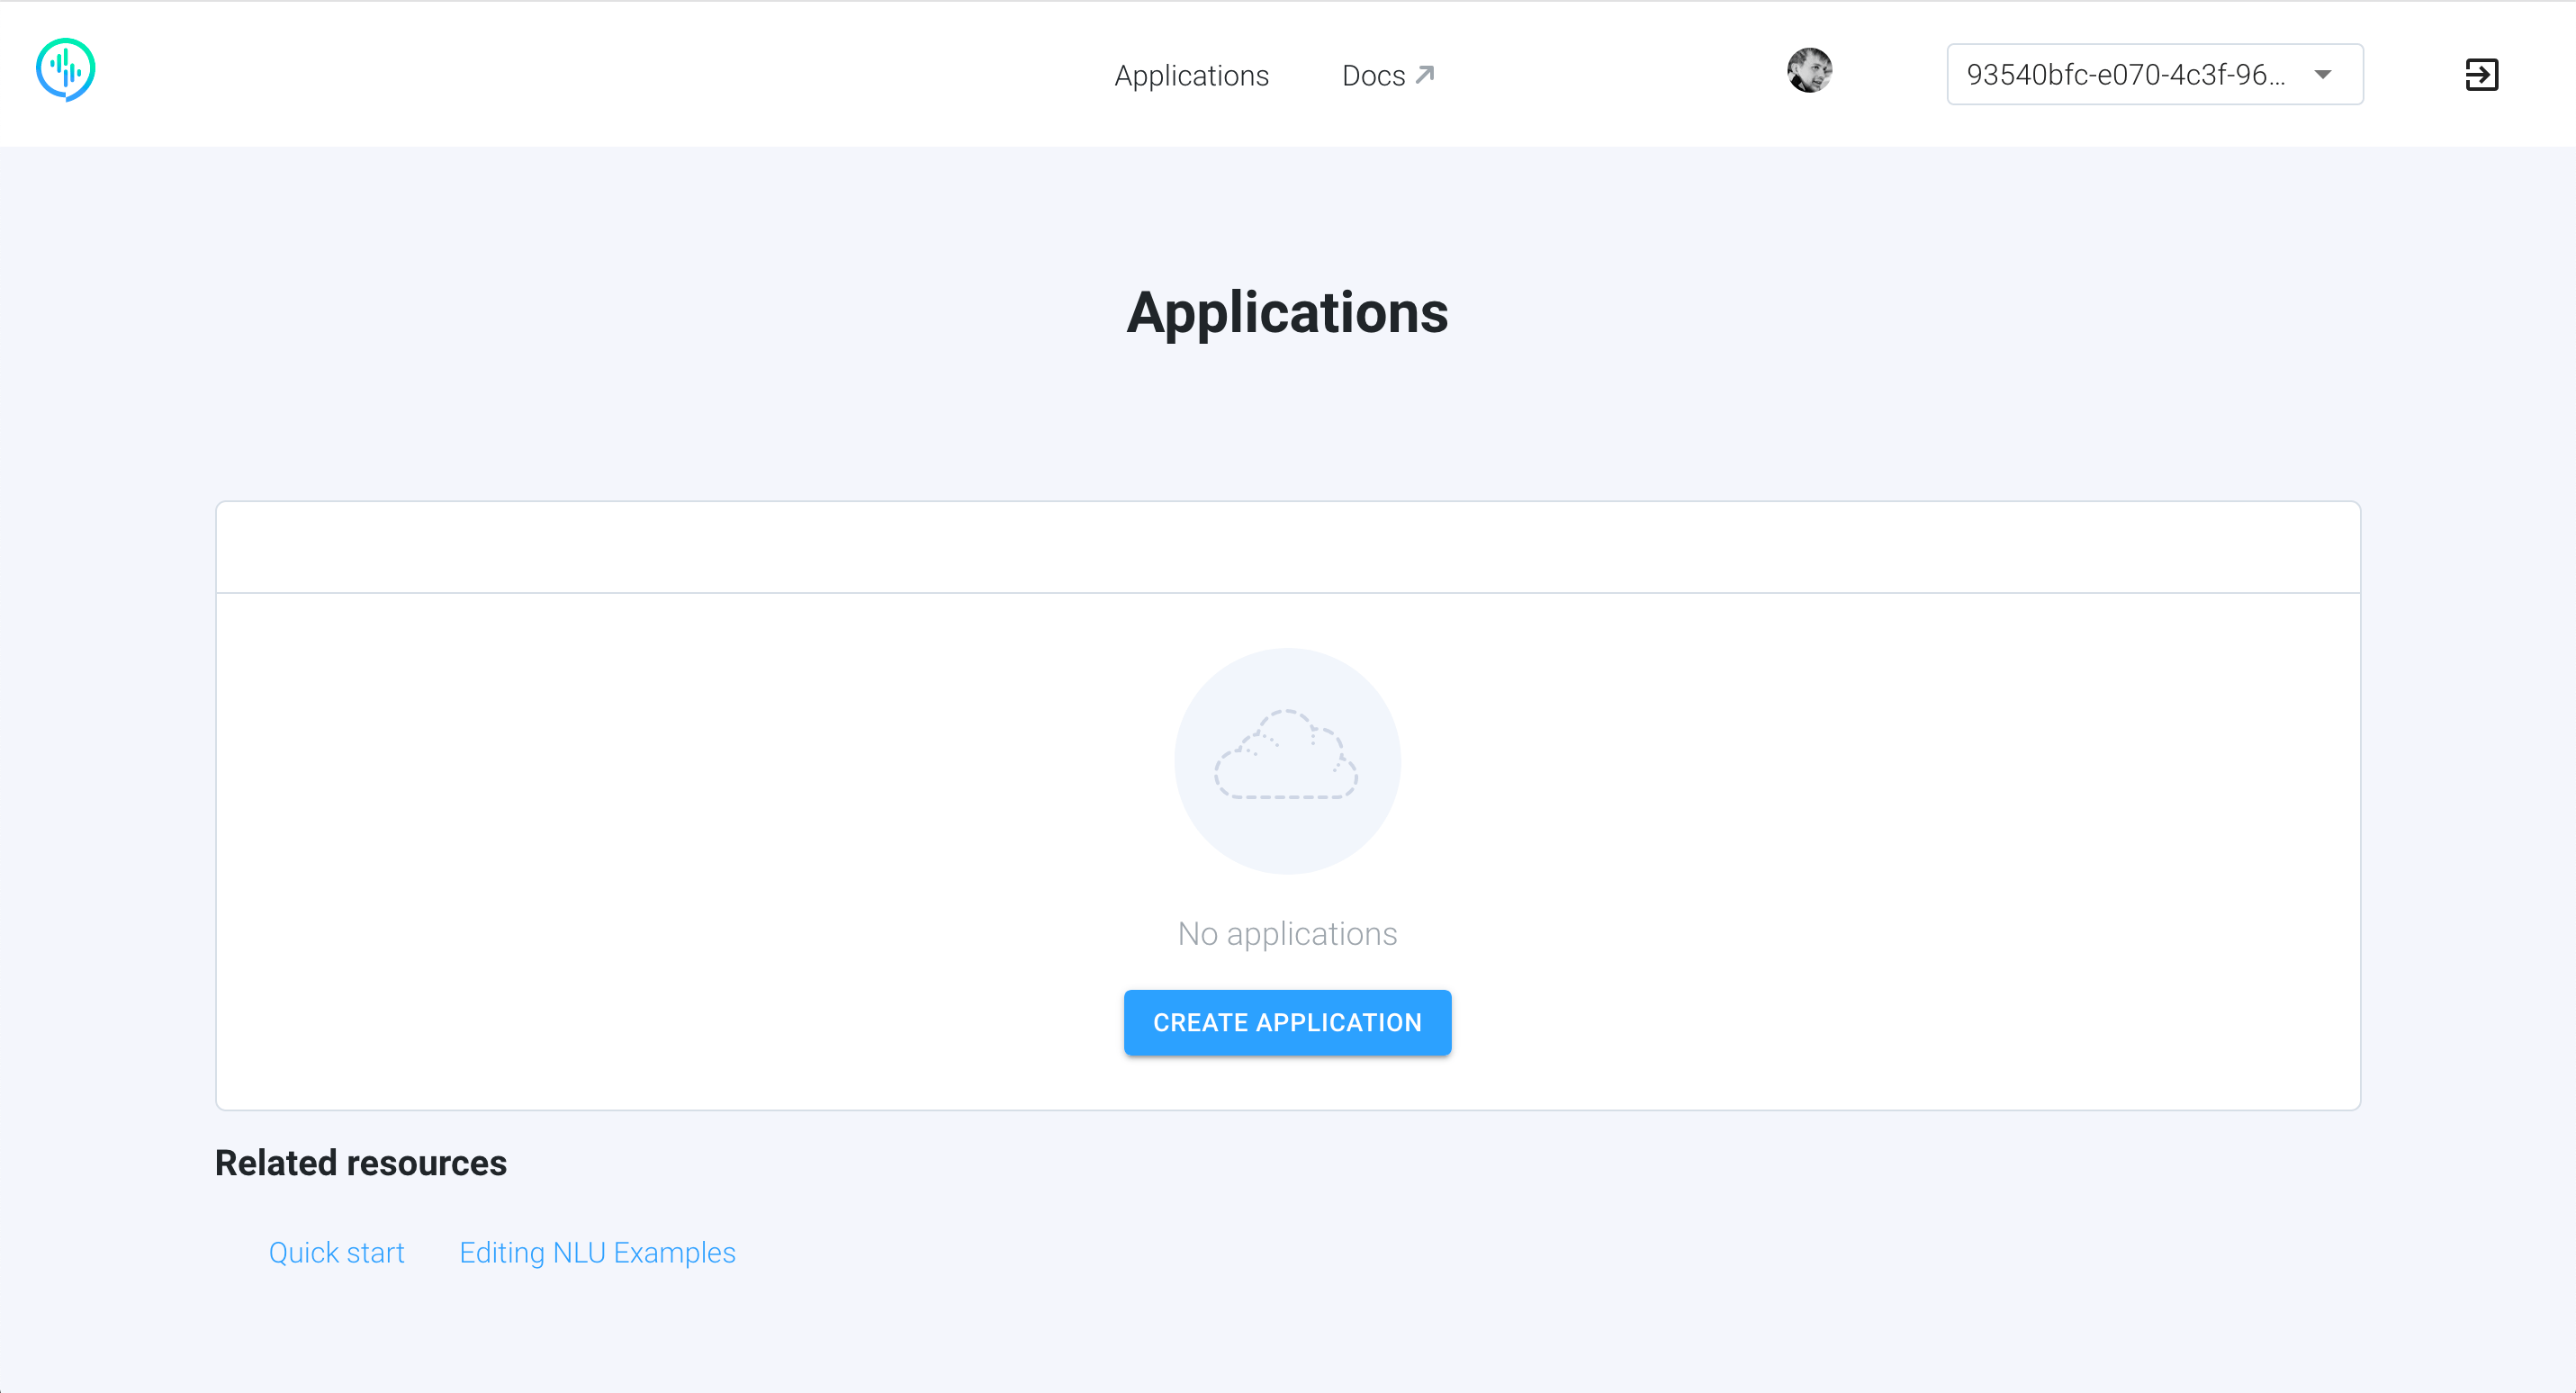 Applications
Docs
93540bfc-e070-4c3f-96...
Applications
No applications
CREATE APPLICATION
Related resources
Quick start
Editing NLU Examples